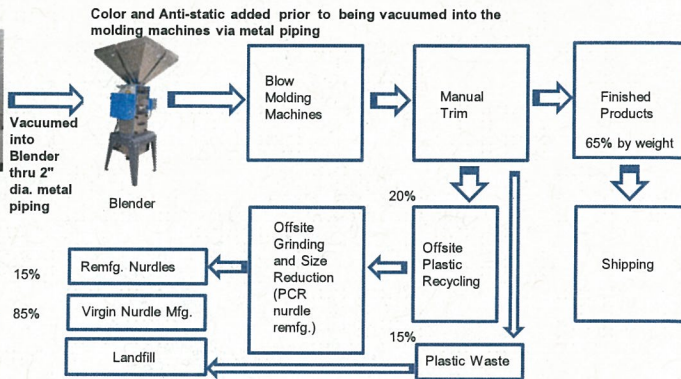 Color and Anti-static added prior to being vacuumed into the
molding machines via metal piping
Vacuumed
into
Blender
thru 2"
dia. metal
piping
Blender
Blow
Molding
Machines
Manual
Trim
Finished
Products
65% by weight
20%
Offsite
Grinding
and Size
Reduction
(PCR
nurdle
remfg.)
Offsite
Plastic
Recycling
Shipping
15%
Remfg. Nurdles
85%
Virgin Nurdle Mfg.
Landfill
15%
Plastic Waste